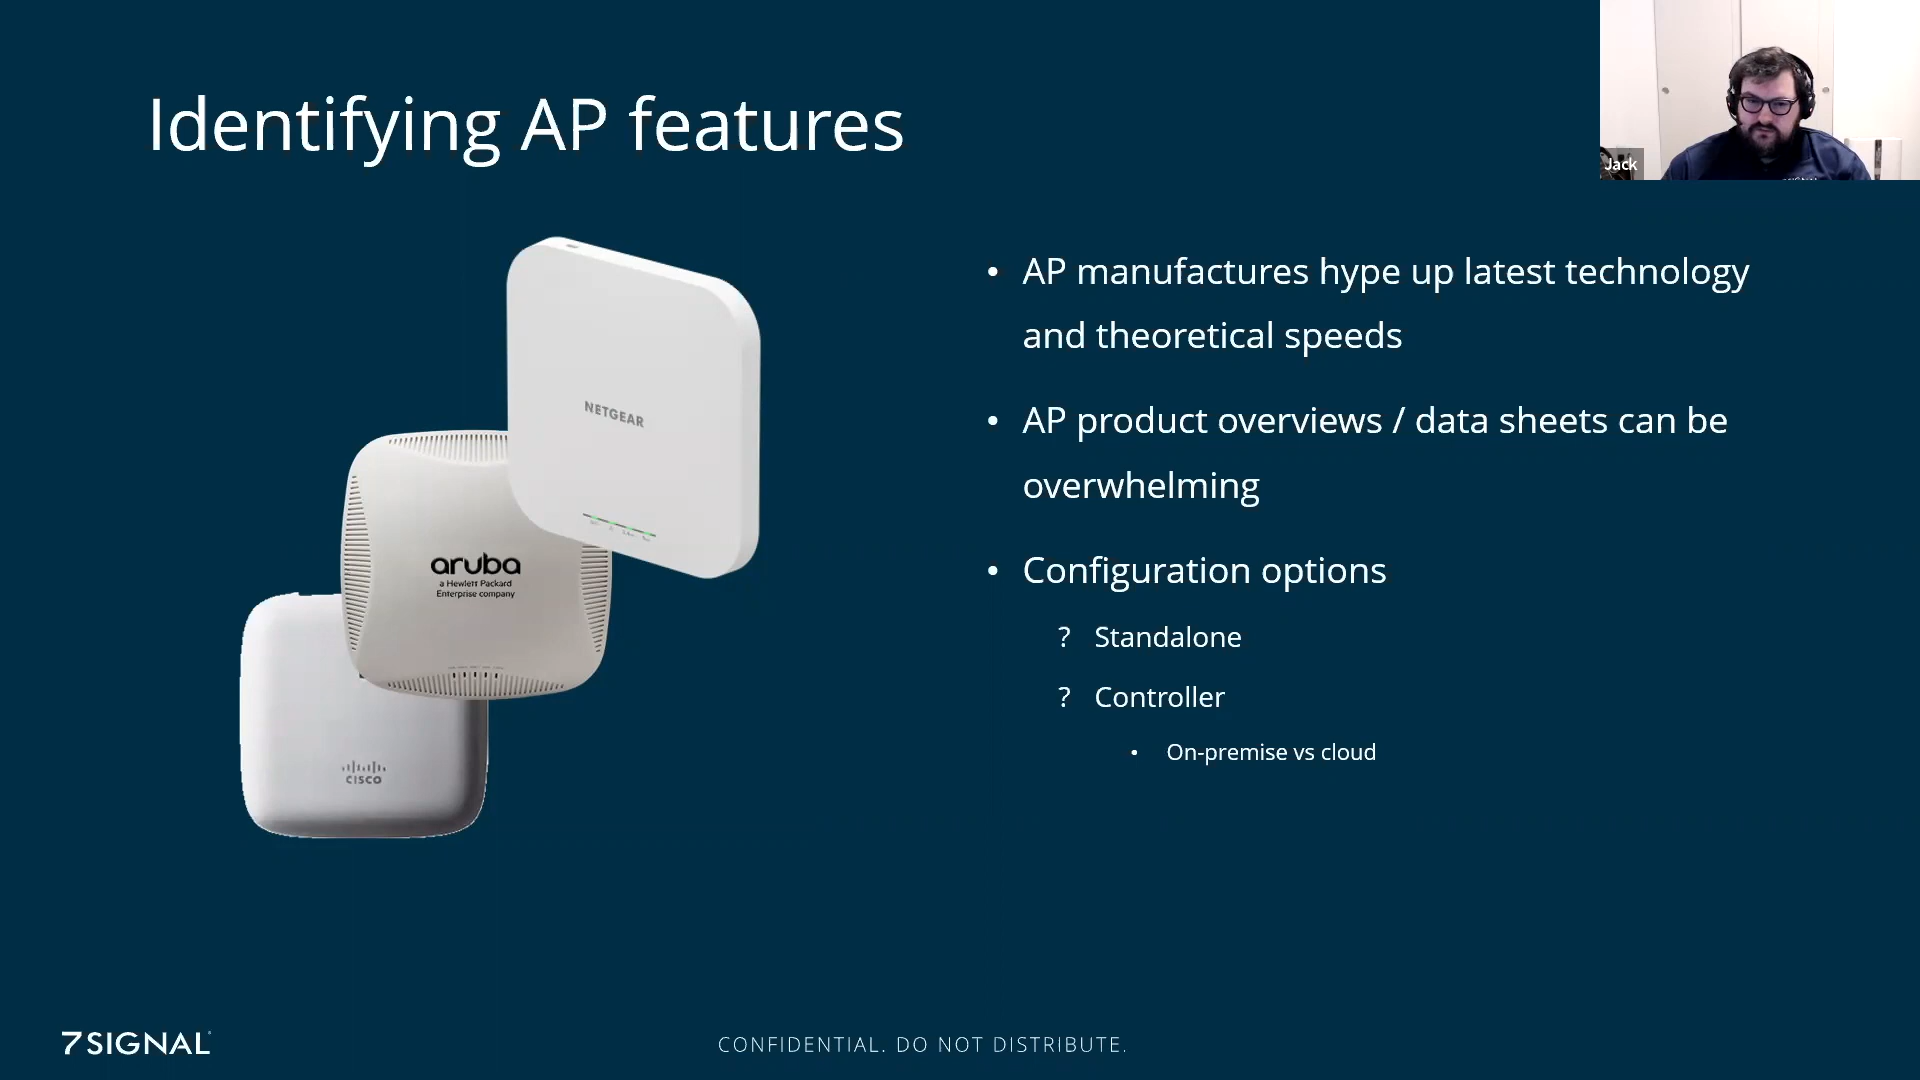 Identifying AP features
Jack
• AP manufactures hype up latest technology
and theoretical speeds
• AP product overviews / data sheets can be
overwhelming
• Configuration options
? Standalone
? Controller
• On-premise vs cloud
NETGEAR
aruba
a Hewlett Packard
Enterprise company
CISCO
7SIGNAL
CONFIDENTIAL. DO NOT DISTRIBUTE.